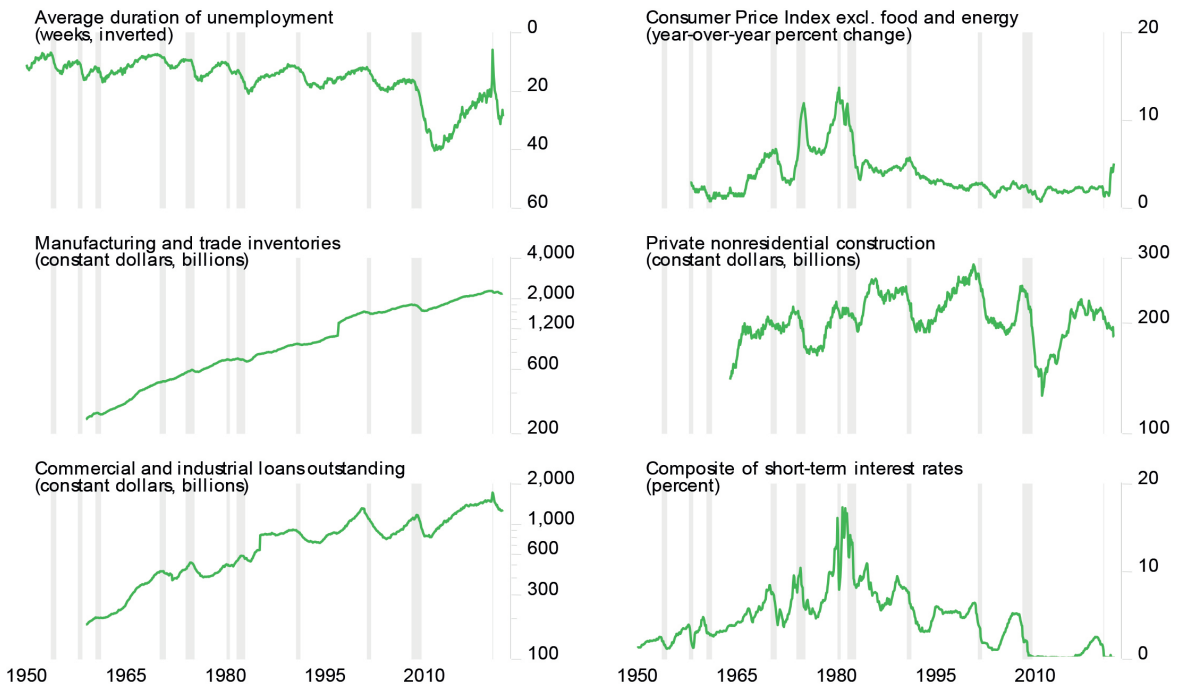 Average duration of unemployment
(weeks, inverted)
0
20
40
60
Consumer Price Index excl. food and energy
(year-over-year percent change)
20
10
0
Manufacturing and trade inventories
(constant dollars, billions)
4,000
2,000
1,200
600
200
Private nonresidential construction
(constant dollars, billions)
300
200
100
Commercial and industrial loans outstanding
(constant dollars, billions)
2,000
1,000
600
300
100
1950 1965 1980 1995 2010
Composite of short-term interest rates
(percent)
20
10
0
1950 1965 1980 1995 2010